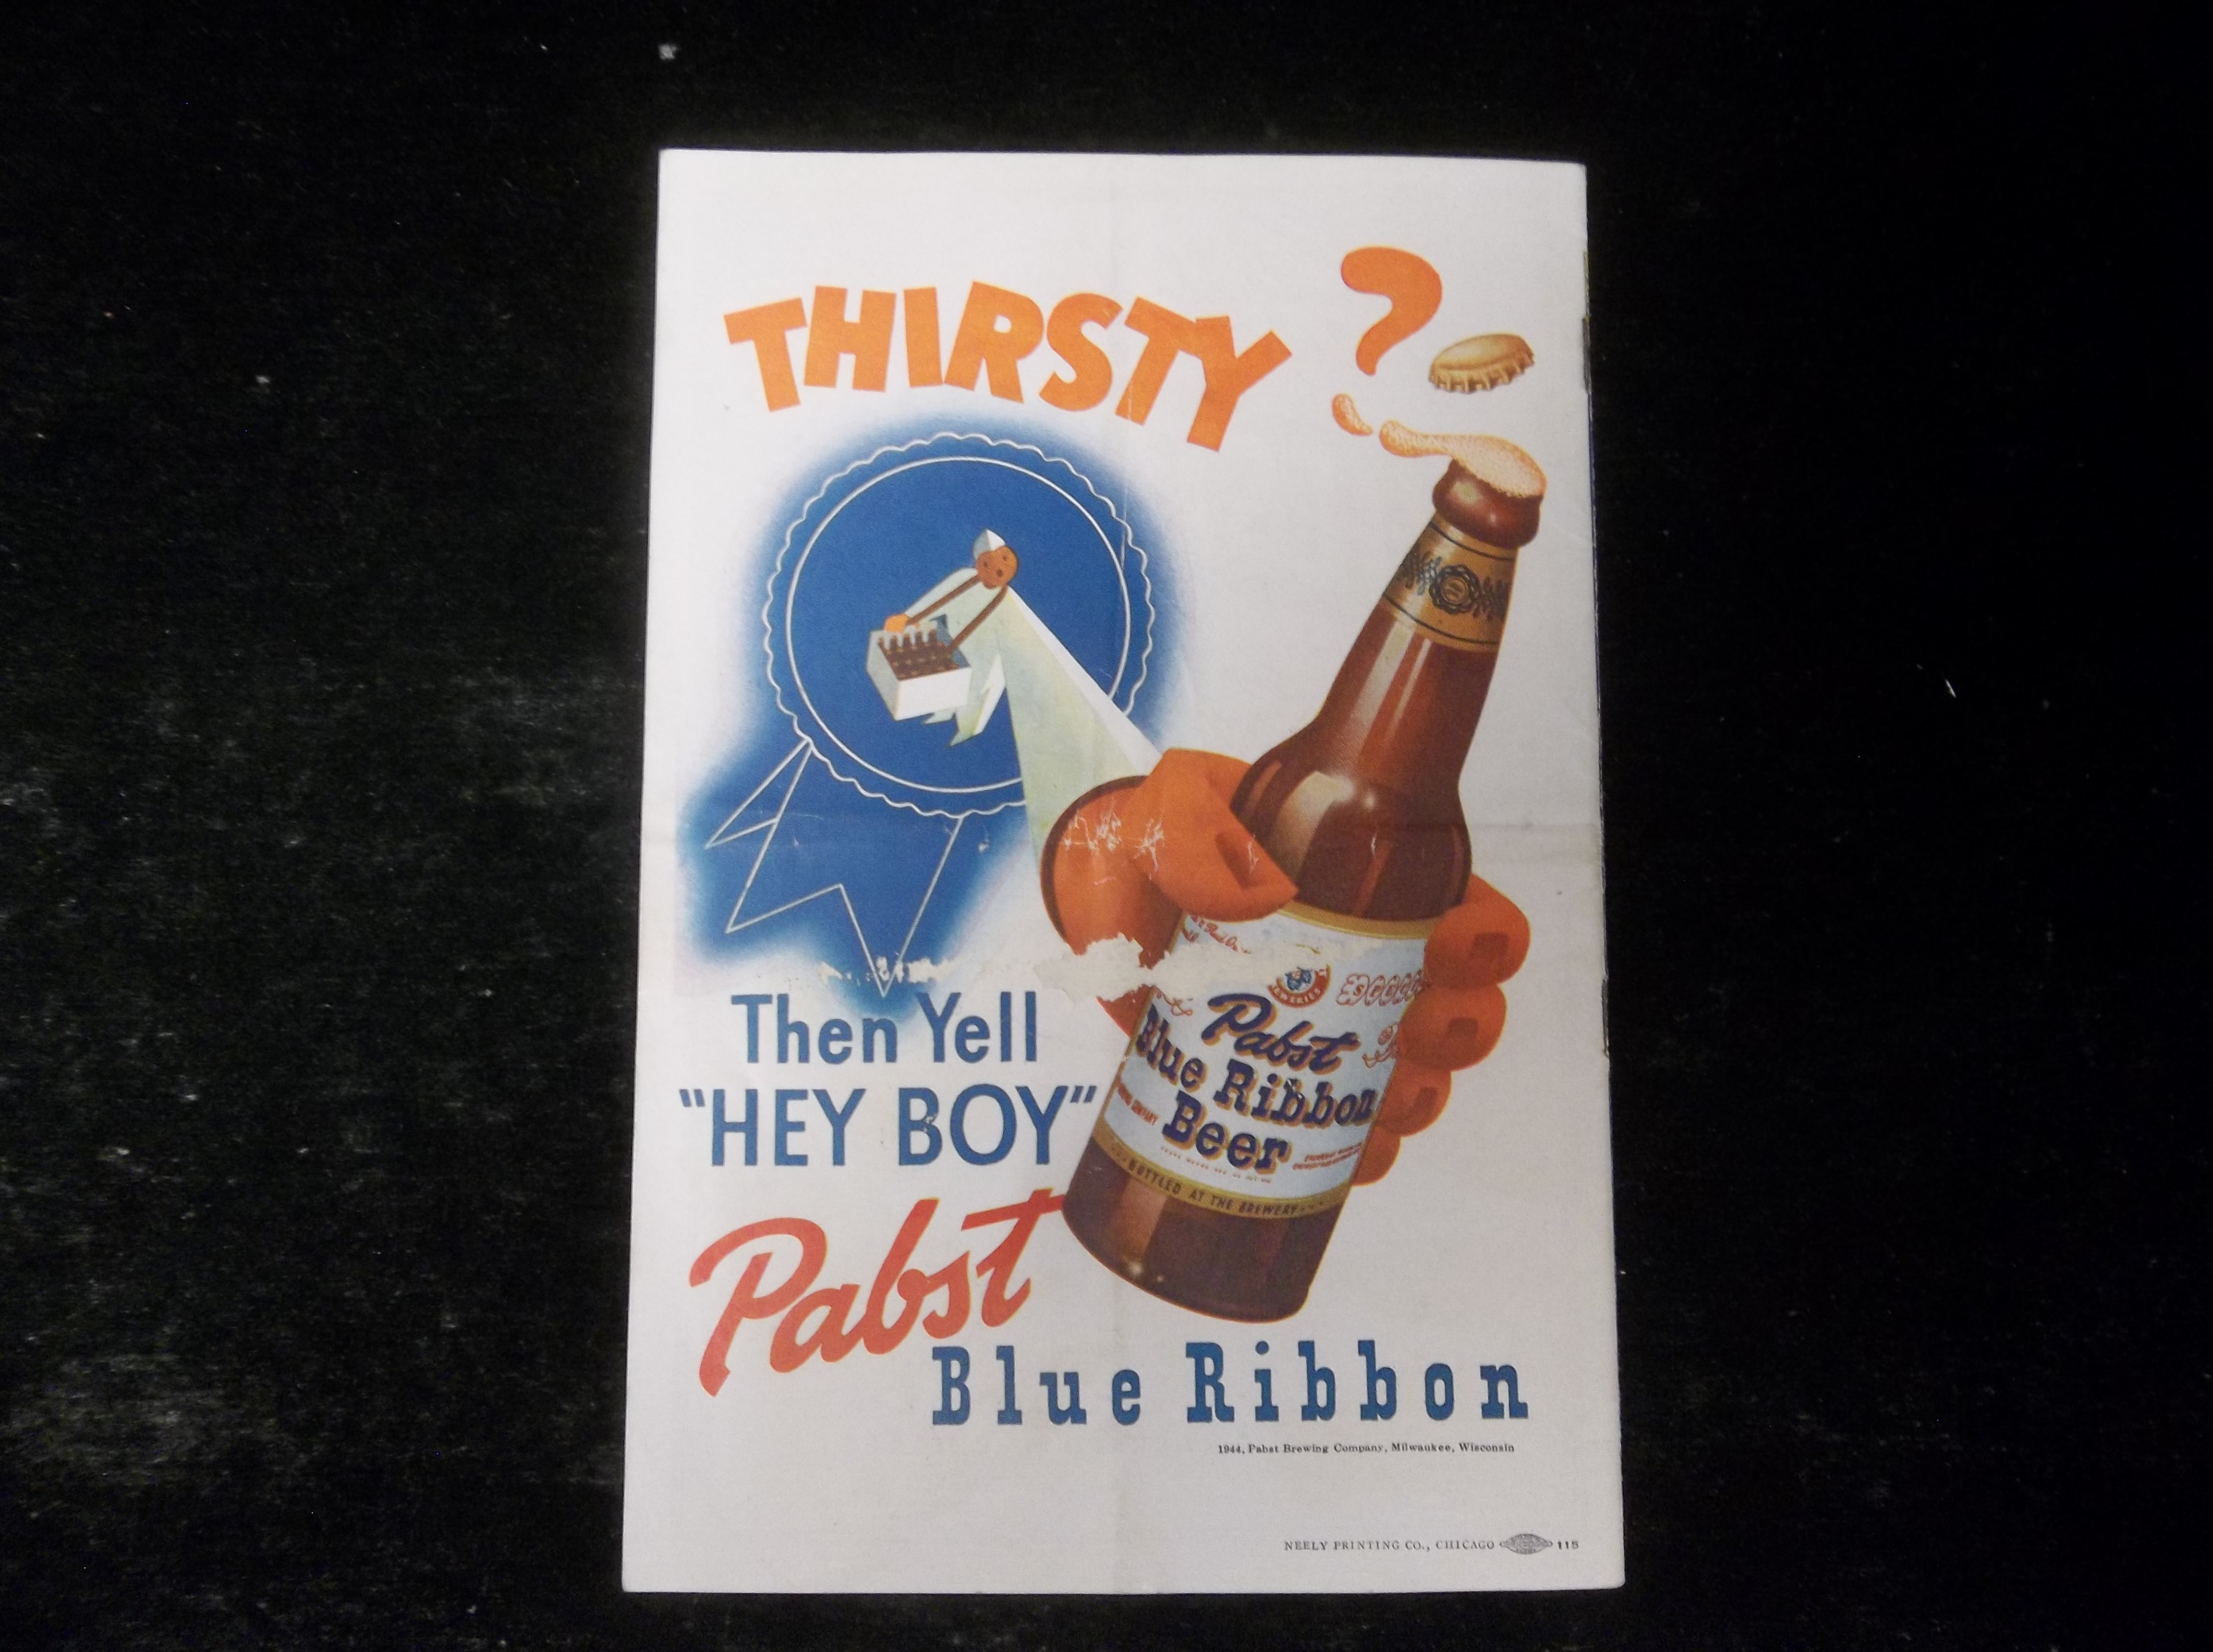 THIRSTY?
Then Yell
"HEY BOY"
Pabst
Blue Ribbon
Pabst
Blue Ribbon
Beer
BOTTLED AT THE BREWERY
1944, Pabst Brewing Company, Milwaukee, Wisconsin
NEELY PRINTING CO., CHICAGO 115